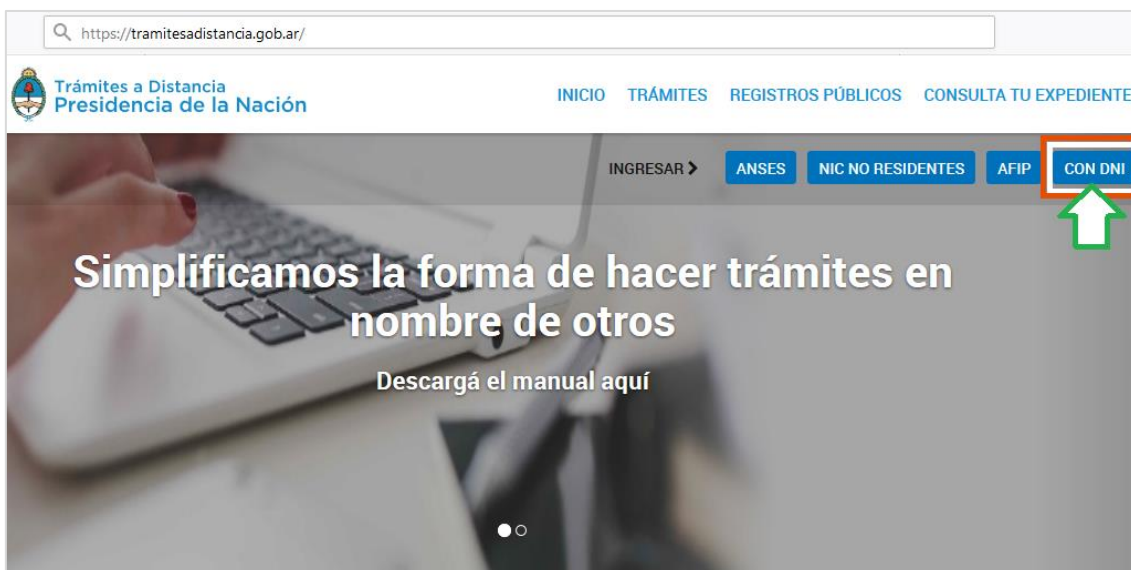 https://tramitesadistancia.gob.ar/
Trámites a Distancia
Presidencia de la Nación
INICIO TRÁMITES REGISTROS PÚBLICOS CONSULTA TU EXPEDIENTE
INGRESAR ANSES NIC NO RESIDENTES AFIP CON DNI
Simplificamos la forma de hacer trámites en
nombre de otros
Descargá el manual aquí